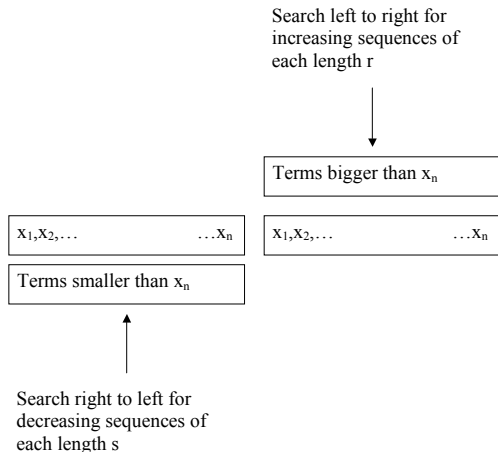 Search left to right for
increasing sequences of
each length r
Terms bigger than xₙ
x₁,x₂,… …xₙ
x₁,x₂,… …xₙ
Terms smaller than xₙ
Search right to left for
decreasing sequences of
each length s